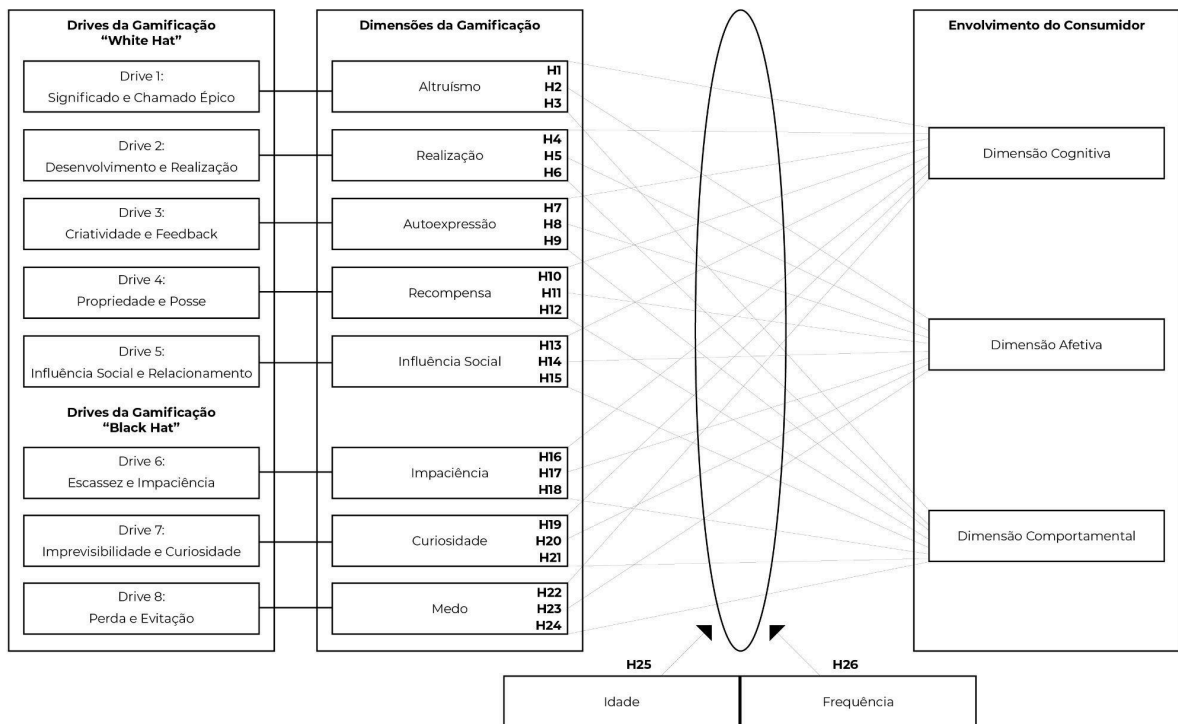 Drives da Gamificação
“White Hat”
Drive 1:
Significado e Chamado Épico
Drive 2:
Desenvolvimento e Realização
Drive 3:
Criatividade e Feedback
Drive 4:
Propriedade e Posse
Drive 5:
Influência Social e Relacionamento
Drives da Gamificação
“Black Hat”
Drive 6:
Escassez e Impaciência
Drive 7:
Imprevisibilidade e Curiosidade
Drive 8:
Perda e Evitação
Dimensões da Gamificação
Altruísmo
H1
H2
H3
Realização
H4
H5
H6
Autoexpressão
H7
H8
H9
Recompensa
H10
H11
H12
Influência Social
H13
H14
H15
Impaciência
H16
H17
H18
Curiosidade
H19
H20
H21
Medo
H22
H23
H24
Envolvimento do Consumidor
Dimensão Cognitiva
Dimensão Afetiva
Dimensão Comportamental
H25
H26
Idade
Frequência